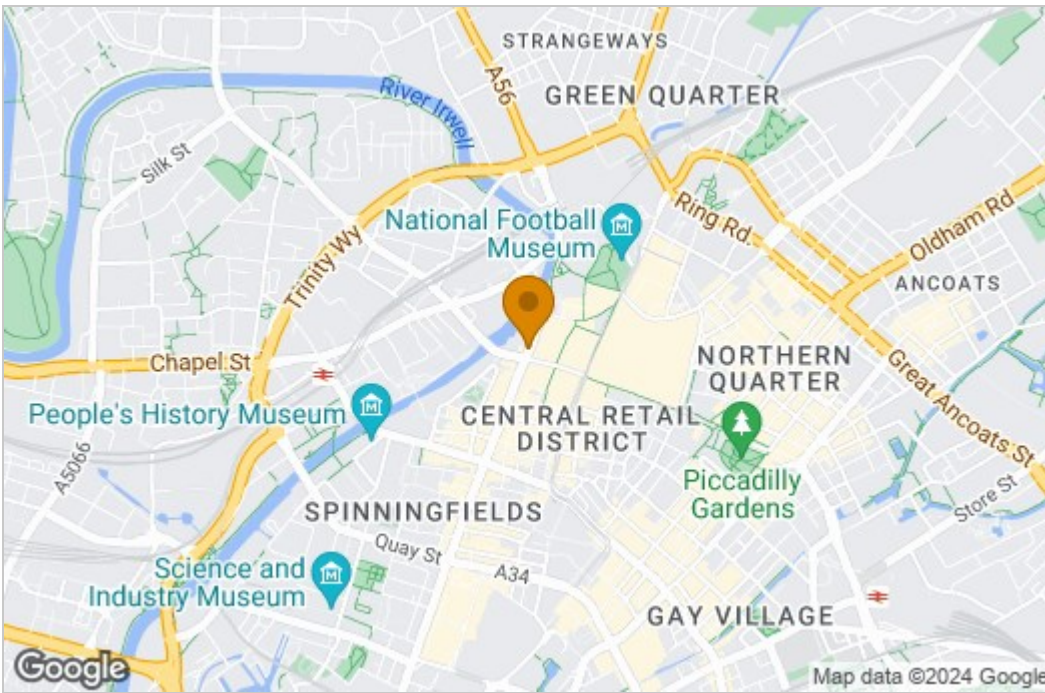 STRANGEWAYS
A56
River Irwell
GREEN QUARTER
Silk St
National Football
Museum
Ring Rd
Oldham Rd
Trinity Wy
ANCOATS
Chapel St
NORTHERN
QUARTER
Great Ancoats St
People's History Museum
CENTRAL RETAIL
DISTRICT
A5066
Piccadilly
Gardens
Store St
SPINNINGFIELDS
Quay St
A34
Science and
Industry Museum
GAY VILLAGE
Google
Map data ©2024 Google